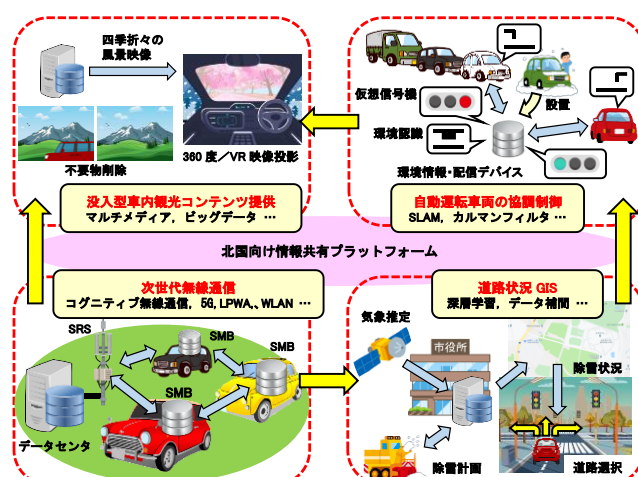 四季折々の
風景映像
不要物削除
360 度／VR 映像投影
没入型車内観光コンテンツ提供
マルチメディア，ビッグデータ …
仮想信号機
設置
環境認識
環境情報・配信デバイス
自動運転車両の協調制御
SLAM，カルマンフィルタ …
北国向け情報共有プラットフォーム
次世代無線通信
コグニティブ無線通信，5G, LPWA,、WLAN …
SRS
SMB
SMB
SMB
データセンタ
道路状況 GIS
深層学習，データ補間 …
気象推定
市役所
除雪状況
除雪計画
道路選択